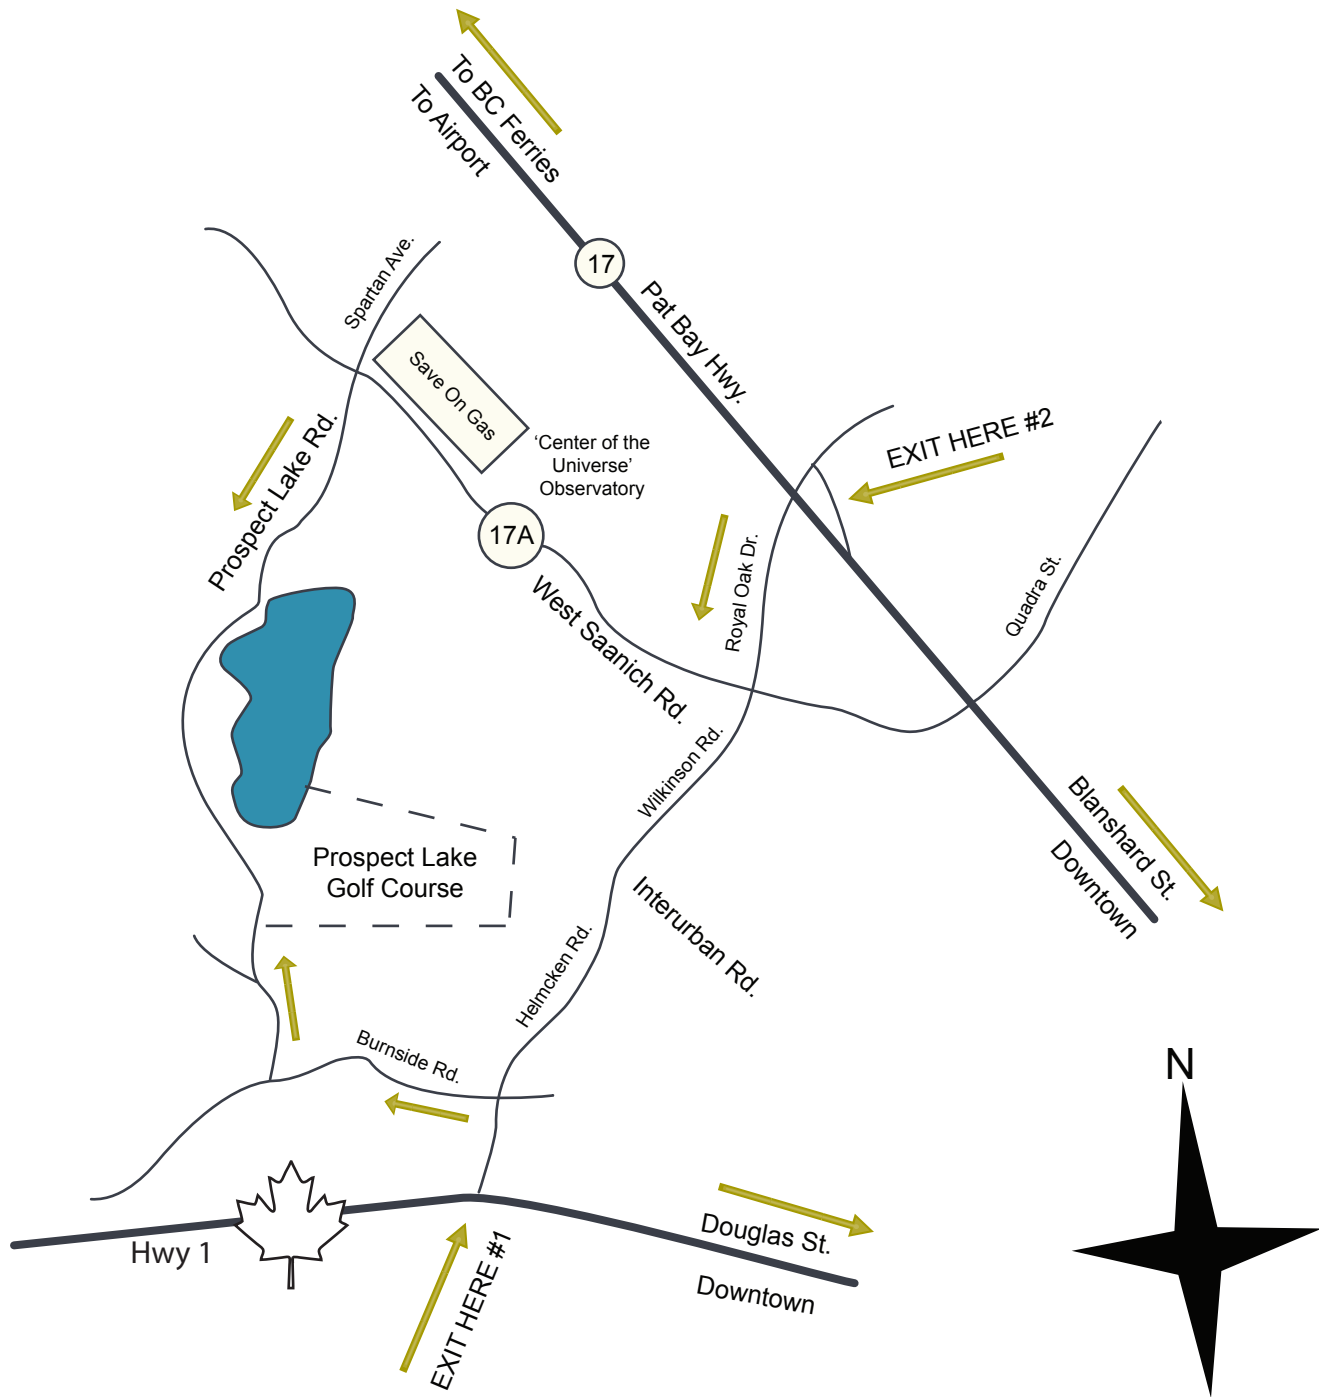 To BC Ferries
To Airport
17
Pat Bay Hwy.
Spartan Ave.
Save On Gas
'Center of the
Universe'
Observatory
EXIT HERE #2
Prospect Lake Rd.
17A
West Saanich Rd.
Royal Oak Dr.
Quadra St.
Wilkinson Rd.
Blanshard St.
Downtown
Prospect Lake
Golf Course
Interurban Rd.
Helmcken Rd.
Burnside Rd.
N
Hwy 1
EXIT HERE #1
Douglas St.
Downtown